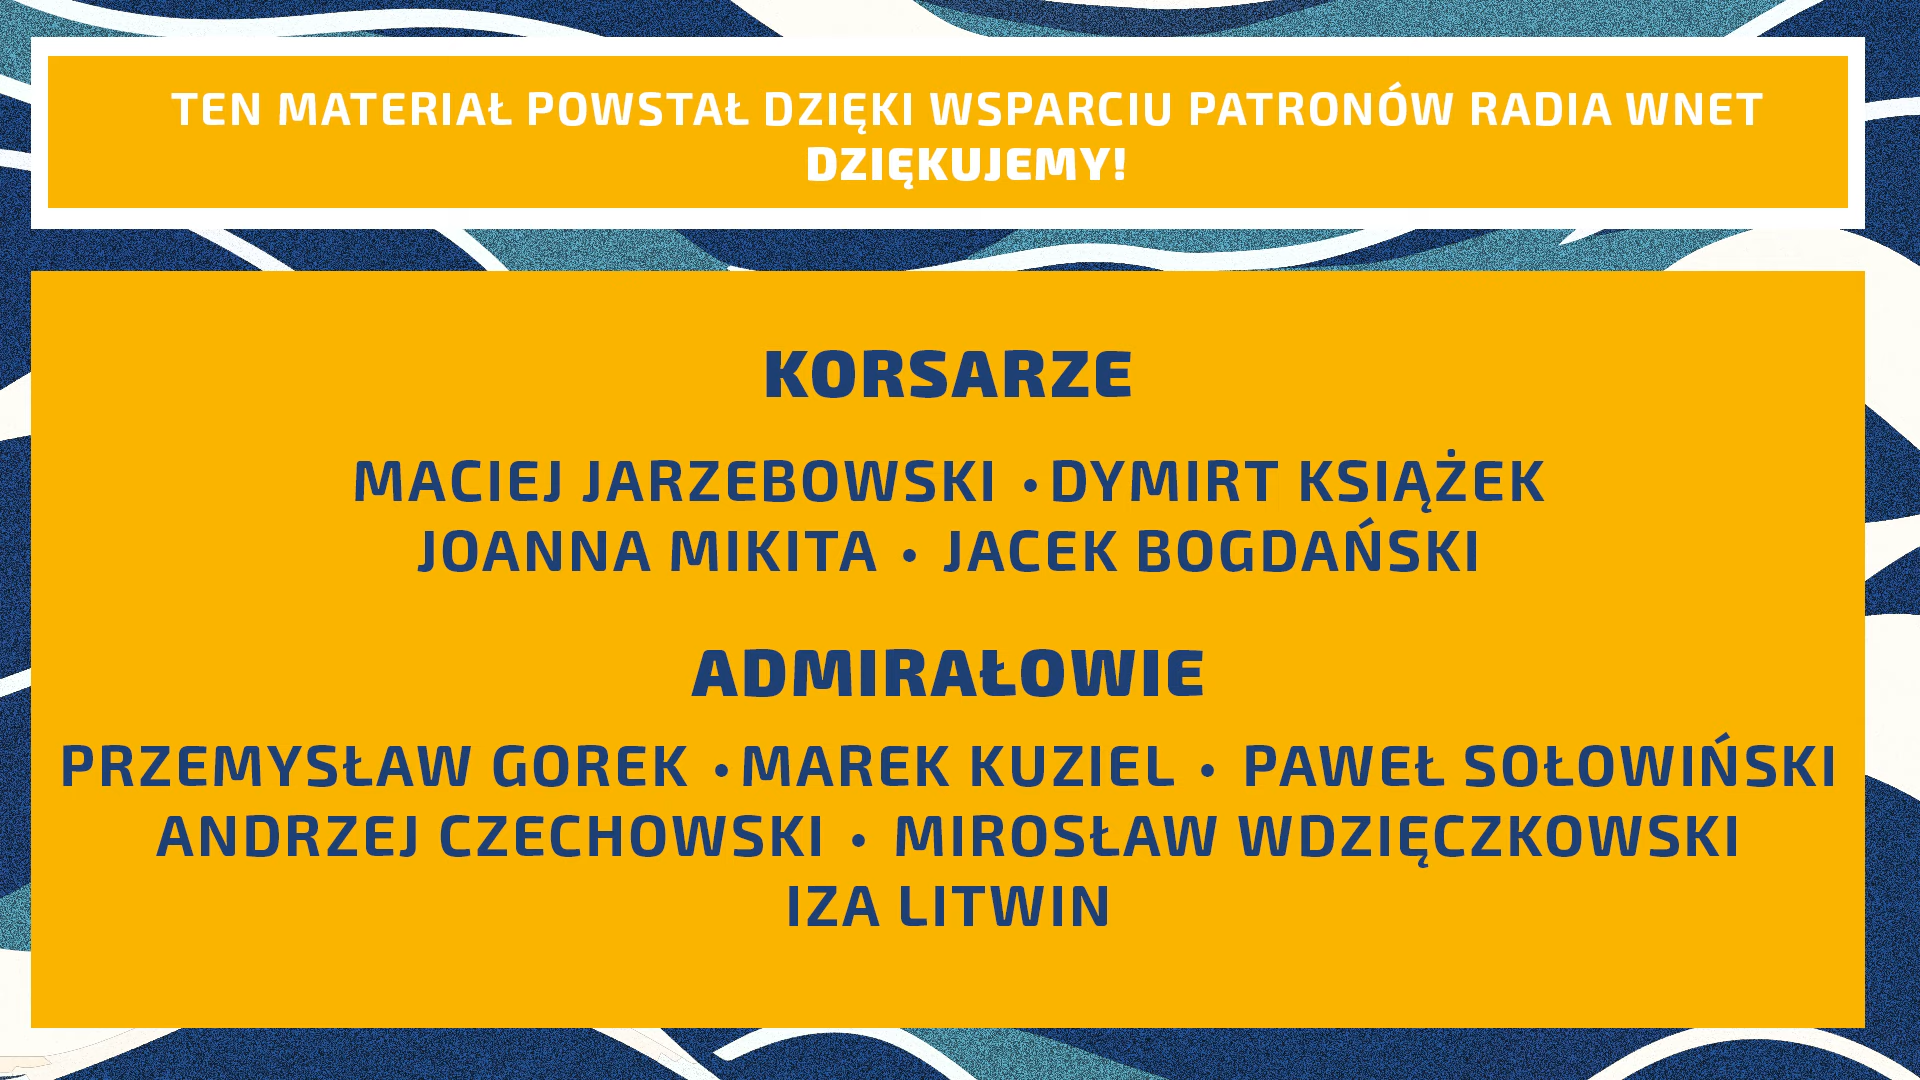 TEN MATERIAŁ POWSTAŁ DZIĘKI WSPARCIU PATRONÓW RADIA WNET
DZIĘKUJEMY!
KORSARZE
MACIEJ JARZEBOWSKI • DYMIRT KSIĄŻEK
JOANNA MIKITA • JACEK BOGDAŃSKI
ADMIRAŁOWIE
PRZEMYSŁAW GOREK • MAREK KUZIEL • PAWEŁ SOŁOWIŃSKI
ANDRZEJ CZECHOWSKI • MIROSŁAW WDZIĘCZKOWSKI
IZA LITWIN